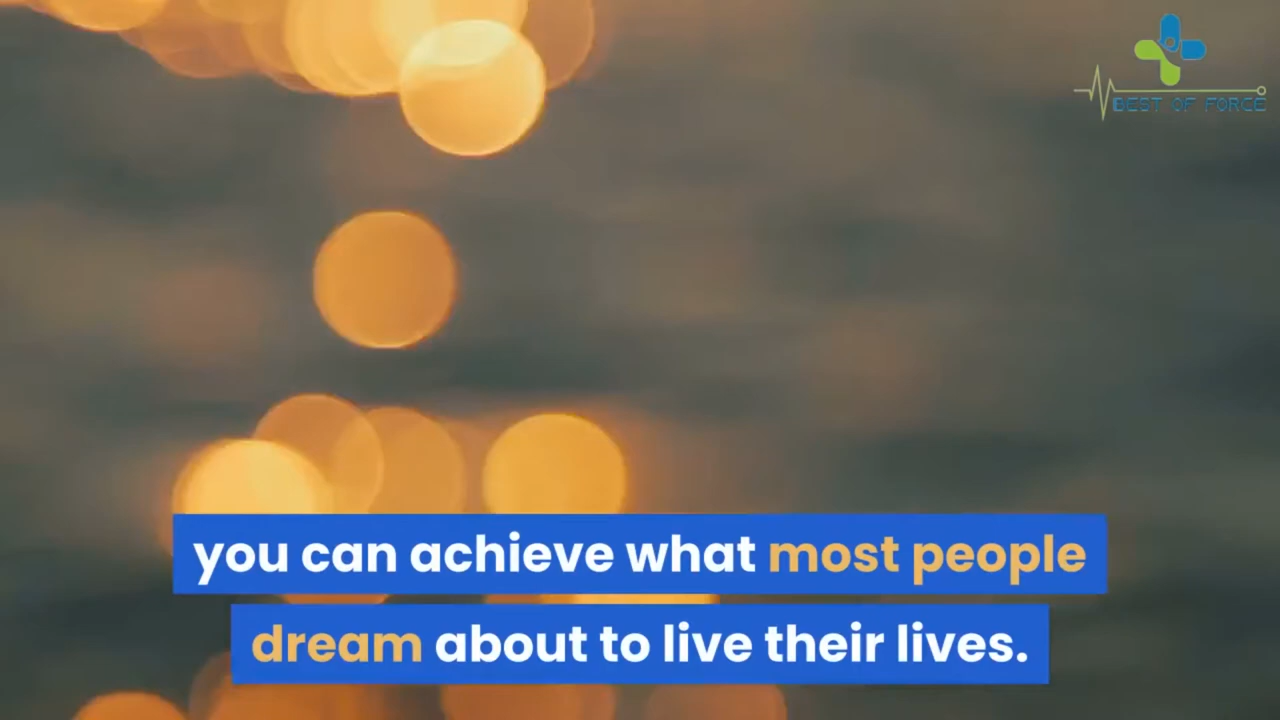 BEST OF FORCE
you can achieve what most people
dream about to live their lives.